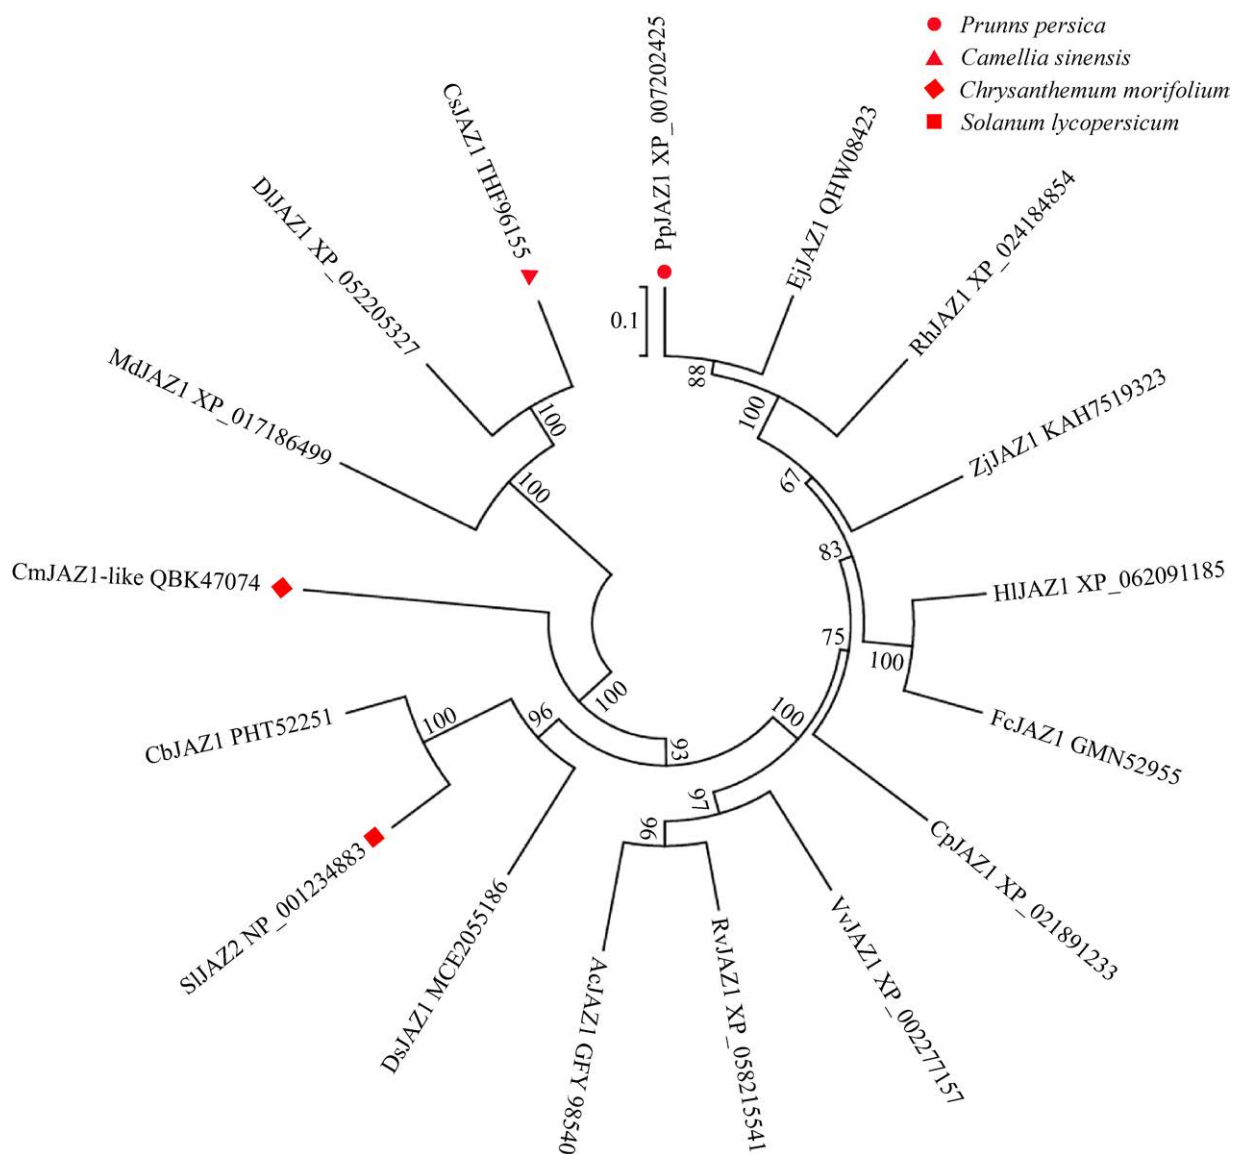 Prunns persica
Camellia sinensis
Chrysanthemum morifolium
Solanum lycopersicum
PpJAZ1 XP_007202425
EjJAZ1 QHW08423
RhJAZ1 XP_024184854
ZjJAZ1 KAH7519323
HlJAZ1 XP_062091185
FcJAZ1 GMN52955
CpJAZ1 XP_021891233
VvJAZ1 XP_002277157
RvJAZ1 XP_058215541
AcJAZ1 GFY 98540
DsJAZ1 MCE2055186
SlJAZ2 NP_001234883
CbJAZ1 PHT52251
CmJAZ1-like QBK47074
MdJAZ1 XP_017186499
DlJAZ1 XP_052205327
CsJAZ1 THF96155
0.1
88
100
67
83
100
75
100
97
96
93
96
100
100
100
100